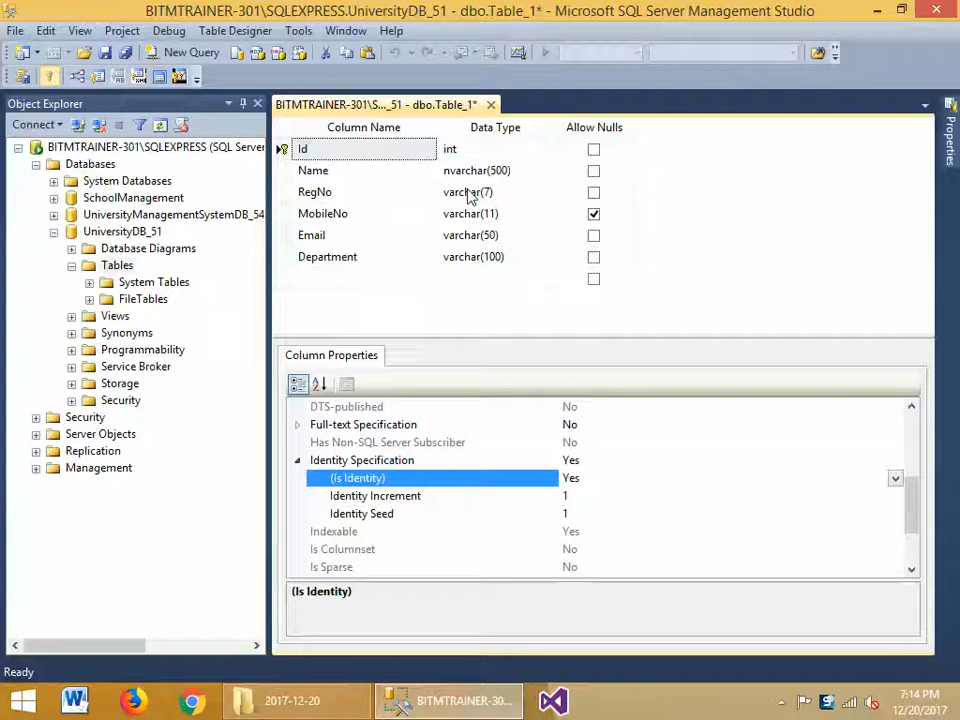 BITMTRAINER-301\SQLEXPRESS.UniversityDB_51 - dbo.Table_1* - Microsoft SQL Server Management Studio
File Edit View Project Debug Table Designer Tools Window Help
New Query
Object Explorer
Connect
BITMTRAINER-301\SQLEXPRESS (SQL Server
Databases
System Databases
SchoolManagement
UniversityManagementSystemDB_54
UniversityDB_51
Database Diagrams
Tables
System Tables
FileTables
Views
Synonyms
Programmability
Service Broker
Storage
Security
Security
Server Objects
Replication
Management
BITMTRAINER-301\S..._51 - dbo.Table_1*
Column Name Data Type Allow Nulls
Id int
Name nvarchar(500)
RegNo varchar(7)
MobileNo varchar(11)
Email varchar(50)
Department varchar(100)
Column Properties
DTS-published No
Full-text Specification No
Has Non-SQL Server Subscriber No
Identity Specification Yes
(Is Identity) Yes
Identity Increment 1
Identity Seed 1
Indexable Yes
Is Columnset No
Is Sparse No
(Is Identity)
Properties
Ready
2017-12-20
BITMTRAINER-30...
7:14 PM
12/20/2017